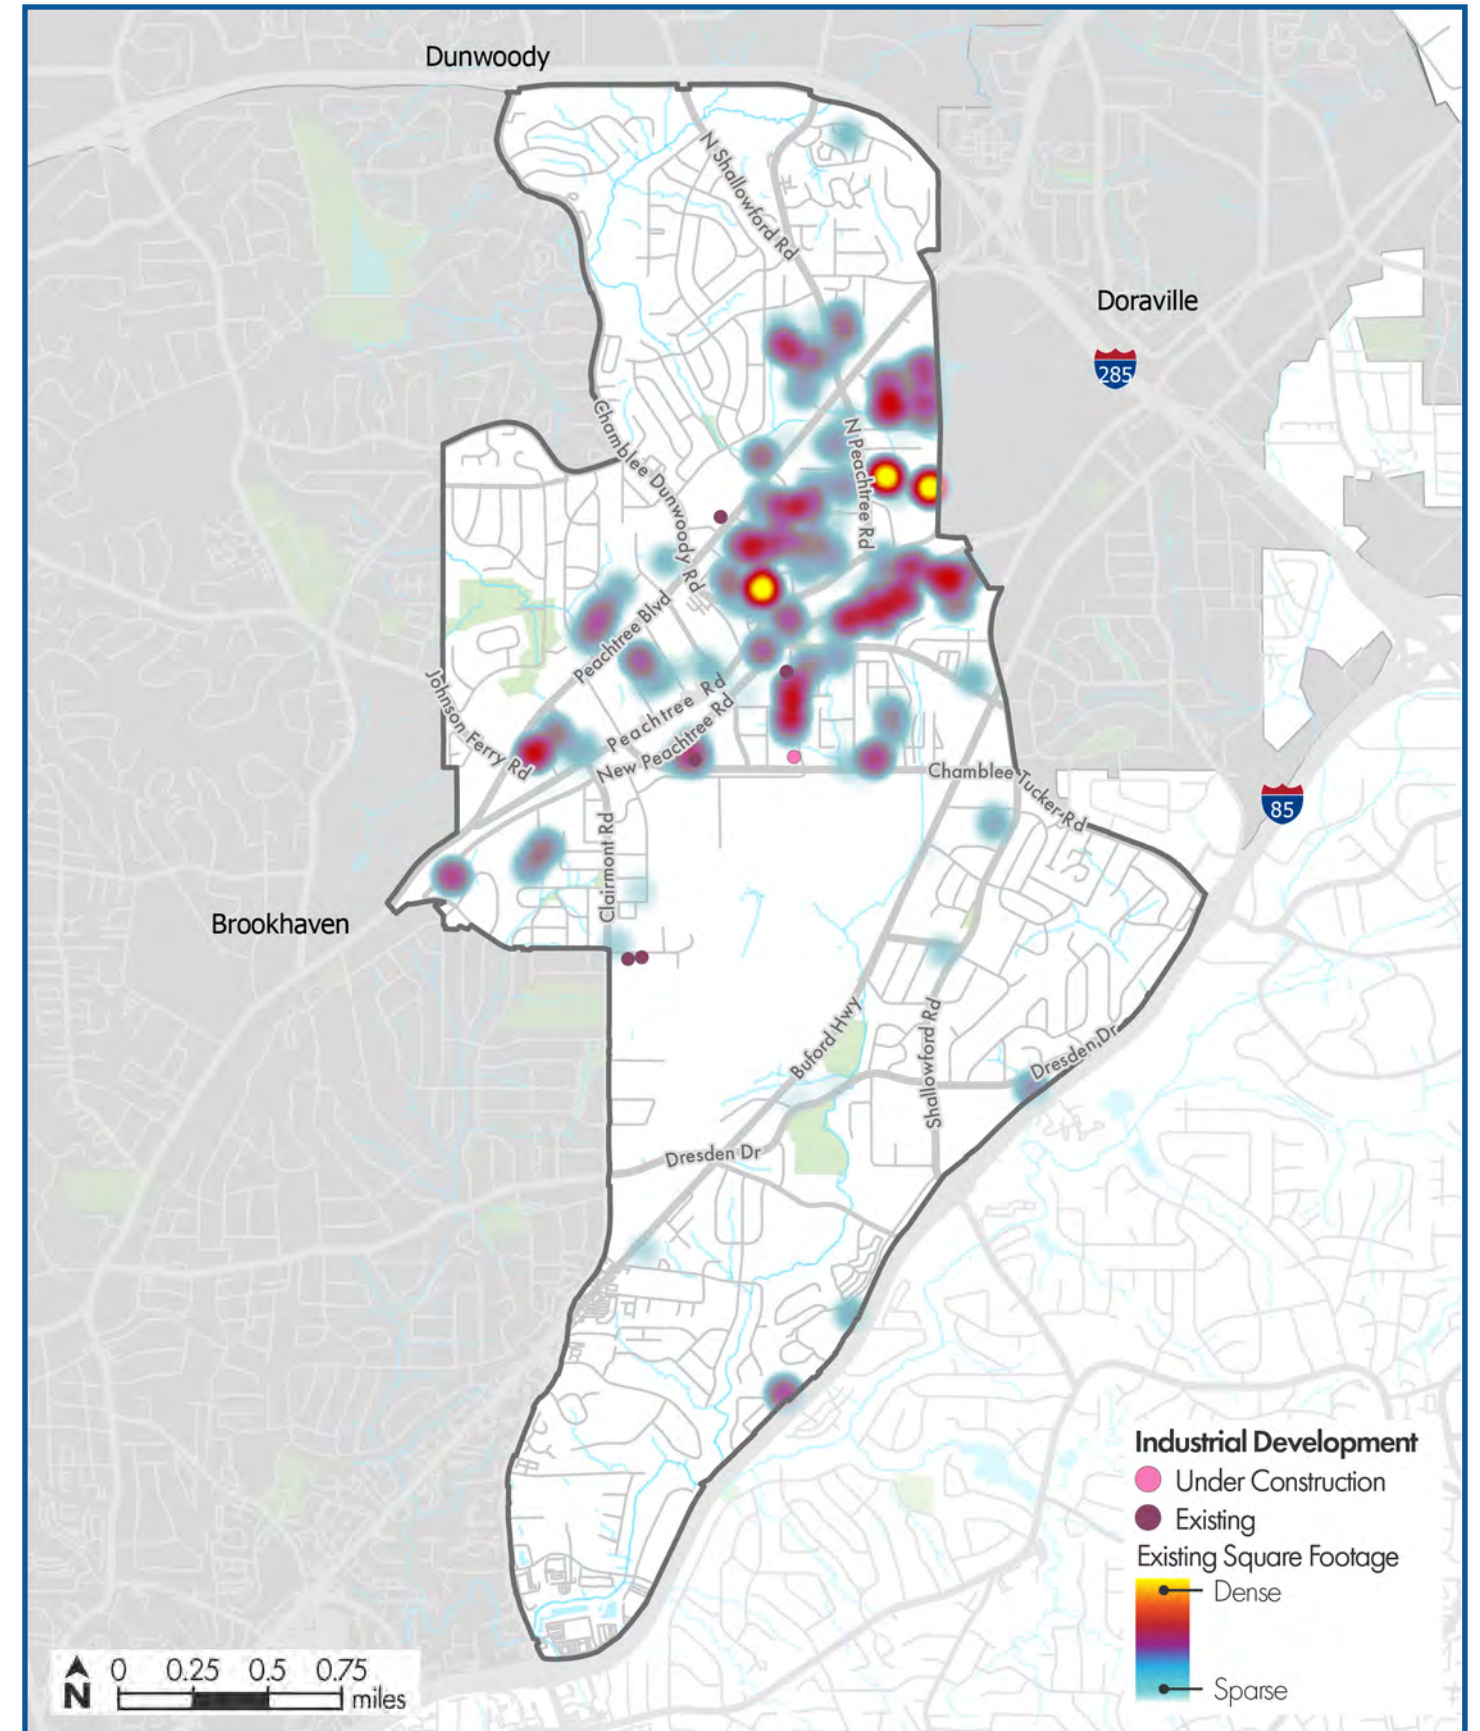 Dunwoody
N Shallowford Rd
Doraville
285
Chamblee Dunwoody Rd
N Peachtree Rd
Peachtree Blvd
Johnson Ferry Rd
Peachtree Rd
New Peachtree Rd
Chamblee Tucker Rd
85
Clairmont Rd
Brookhaven
Buford Hwy
Shallowford Rd
Dresden Dr
Dresden Dr
Industrial Development
Under Construction
Existing
Existing Square Footage
Dense
Sparse
N
0 0.25 0.5 0.75
miles